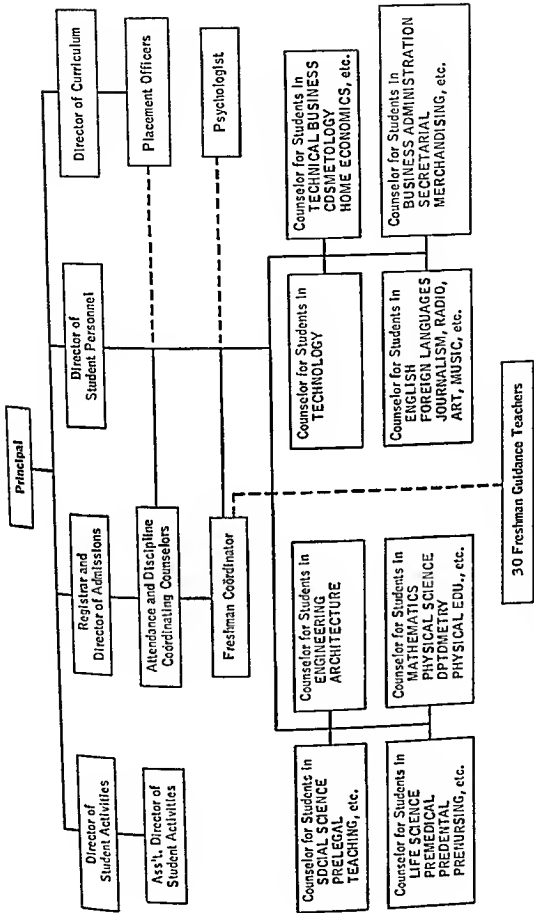 Principal
Director of
Student Activities
Registrar and
Director of Admissions
Director of
Student Personnel
Director of Curriculum
Ass't. Director of
Student Activities
Attendance and Discipline
Coördinating Counselors
Placement Officers
Freshman Coördinator
Psychologist
Counselor for Students in
SOCIAL SCIENCE
PRELEGAL
TEACHING, etc.
Counselor for Students in
ENGINEERING
ARCHITECTURE
Counselor for Students in
TECHNOLOGY
Counselor for Students in
TECHNICAL BUSINESS
CDSMETOLOGY
HOME ECONOMICS, etc.
Counselor for Students in
LIFE SCIENCE
PREMEDICAL
PREDENTAL
PRENURSING, etc.
Counselor for Students in
MATHEMATICS
PHYSICAL SCIENCE
DPTDMETRY
PHYSICAL EDU., etc.
Counselor for Students in
ENGLISH
FOREIGN LANGUAGES
JOURNALISM, RADIO,
ART, MUSIC, etc.
Counselor for Students in
BUSINESS ADMINISTRATION
SECRETARIAL
MERCHANDISING, etc.
30 Freshman Guidance Teachers